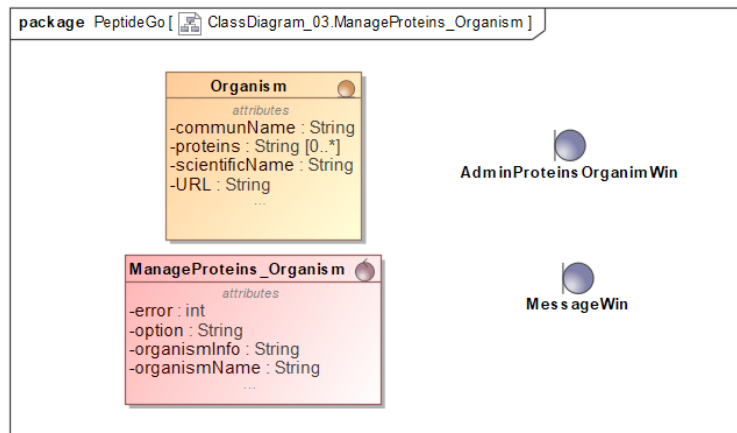 package PeptideGo [ ClassDiagram_03.ManageProteins_Organism ]
Organism
attributes
-communName : String
-proteins : String [0..*]
-scientificName : String
-URL : String
...
AdminProteinsOrganimWin
ManageProteins_Organism
attributes
-error : int
-option : String
-organismInfo : String
-organismName : String
...
MessageWin